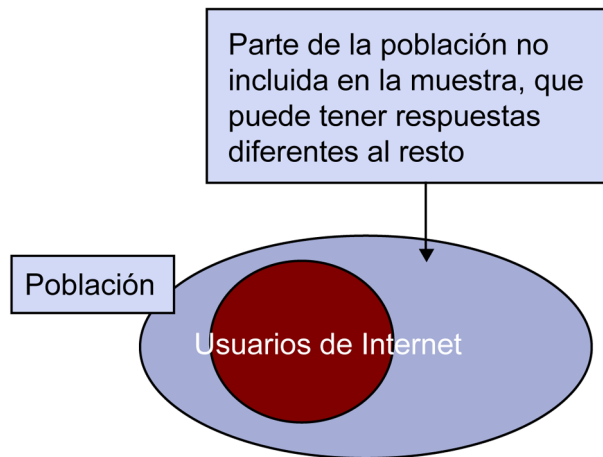 Parte de la población no
incluida en la muestra, que
puede tener respuestas
diferentes al resto
Población
Usuarios de Internet